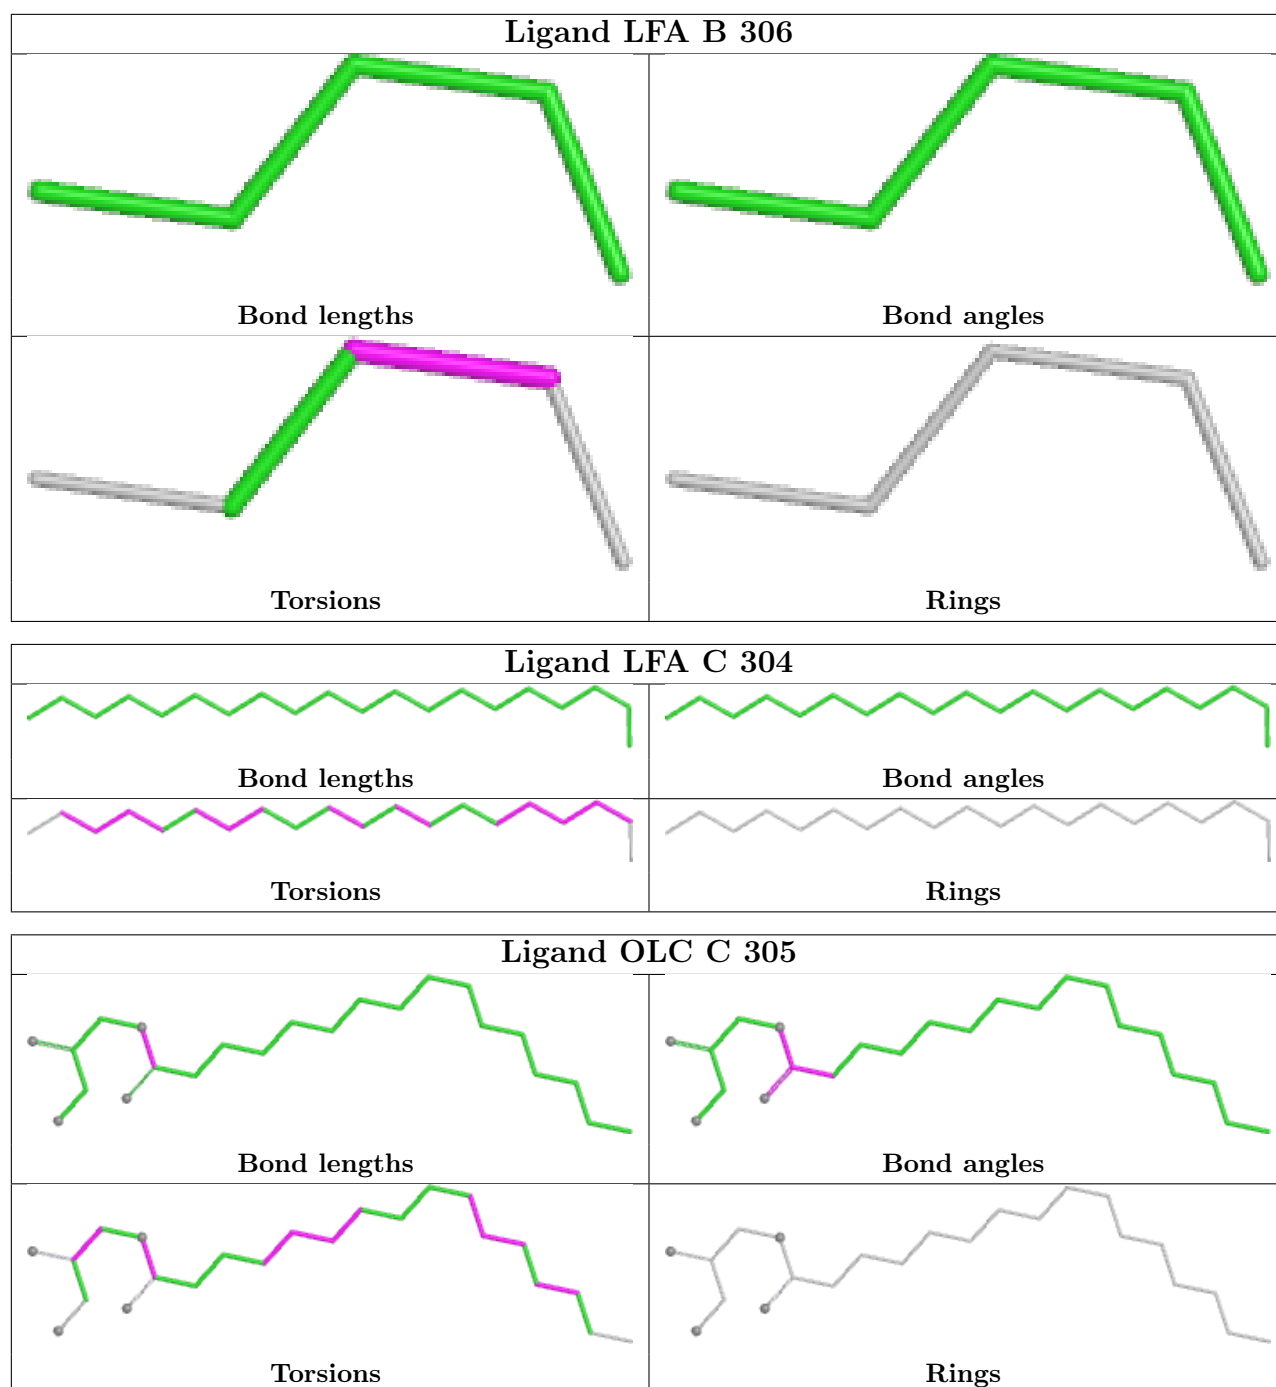 Ligand LFA B 306
Bond lengths
Bond angles
Torsions
Rings
Ligand LFA C 304
Bond lengths
Bond angles
Torsions
Rings
Ligand OLC C 305
Bond lengths
Bond angles
Torsions
Rings